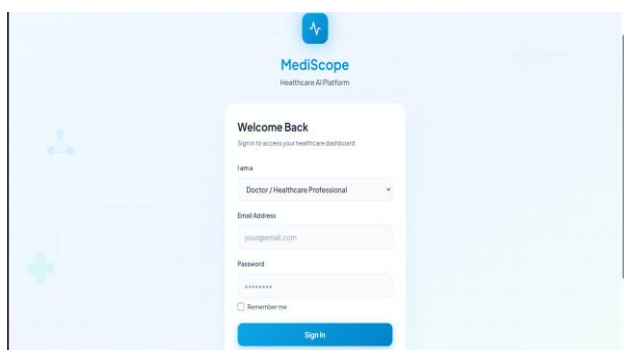 MediScope
Healthcare AI Platform
Welcome Back
Sign in to access your healthcare dashboard
I am a
Doctor / Healthcare Professional
Email Address
your@email.com
Password
••••••••
Remember me
Sign In